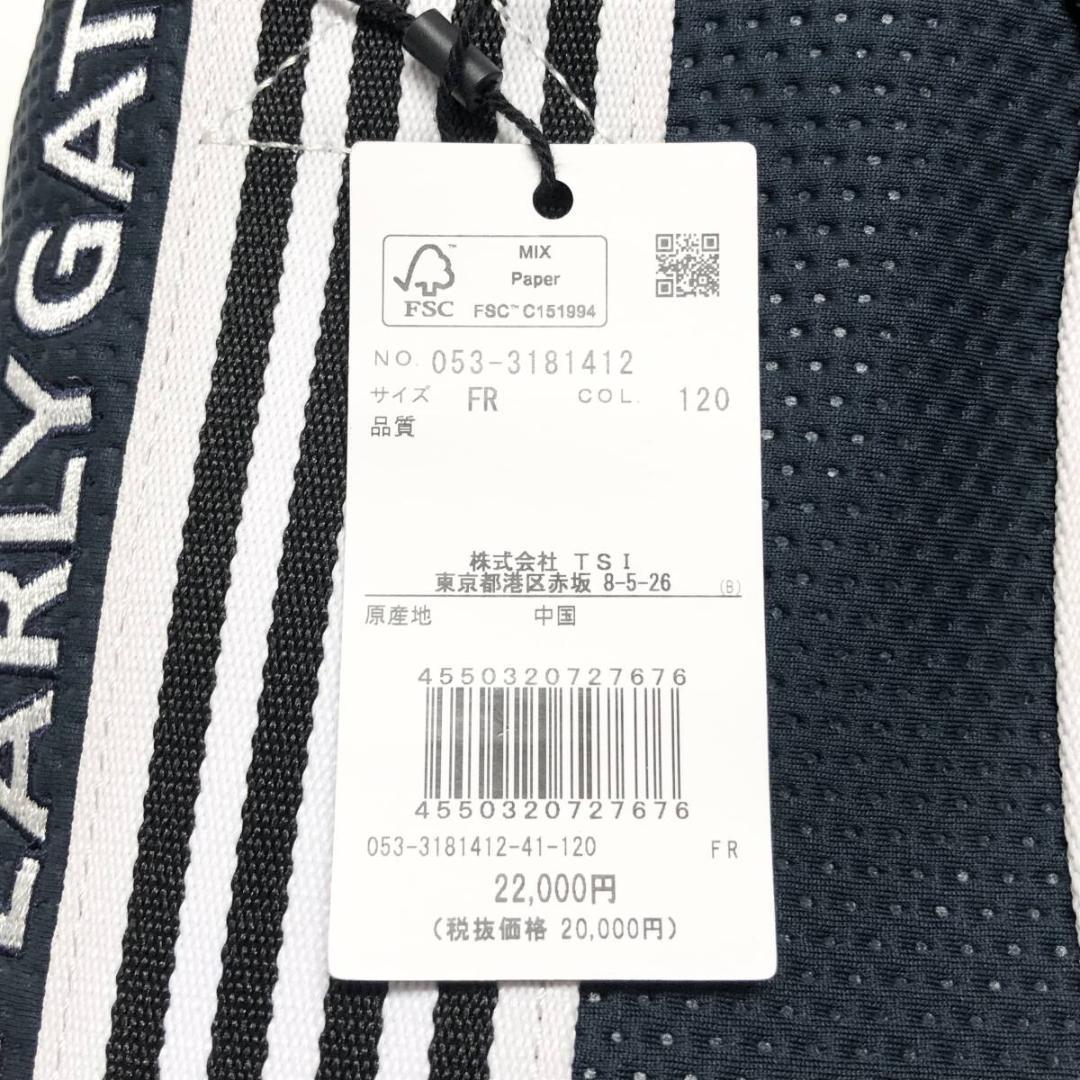 EARLY GAT
MIX
Paper
FSC
FSC™ C151994
NO. 053-3181412
サイズ FR COL. 120
品質
株式会社 TSI
東京都港区赤坂 8-5-26 (B)
原産地 中国
4550320727676
4550320727676
053-3181412-41-120 FR
22,000円
(税抜価格 20,000円)